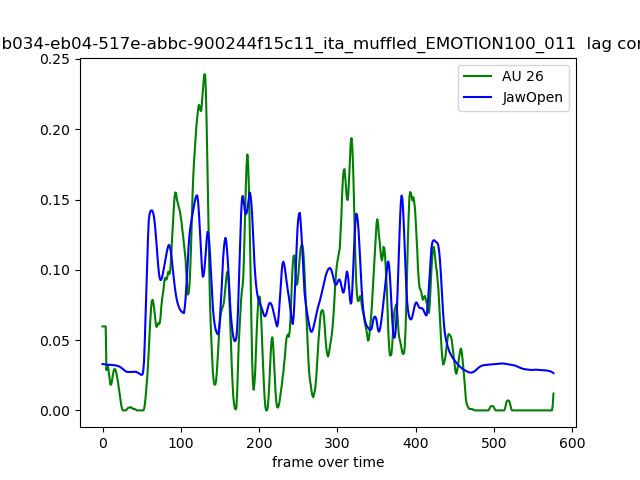 b034-eb04-517e-abbc-900244f15c11_ita_muffled_EMOTION100_011 lag cor
AU 26
JawOpen
0.25
0.20
0.15
0.10
0.05
0.00
0 100 200 300 400 500 600
frame over time